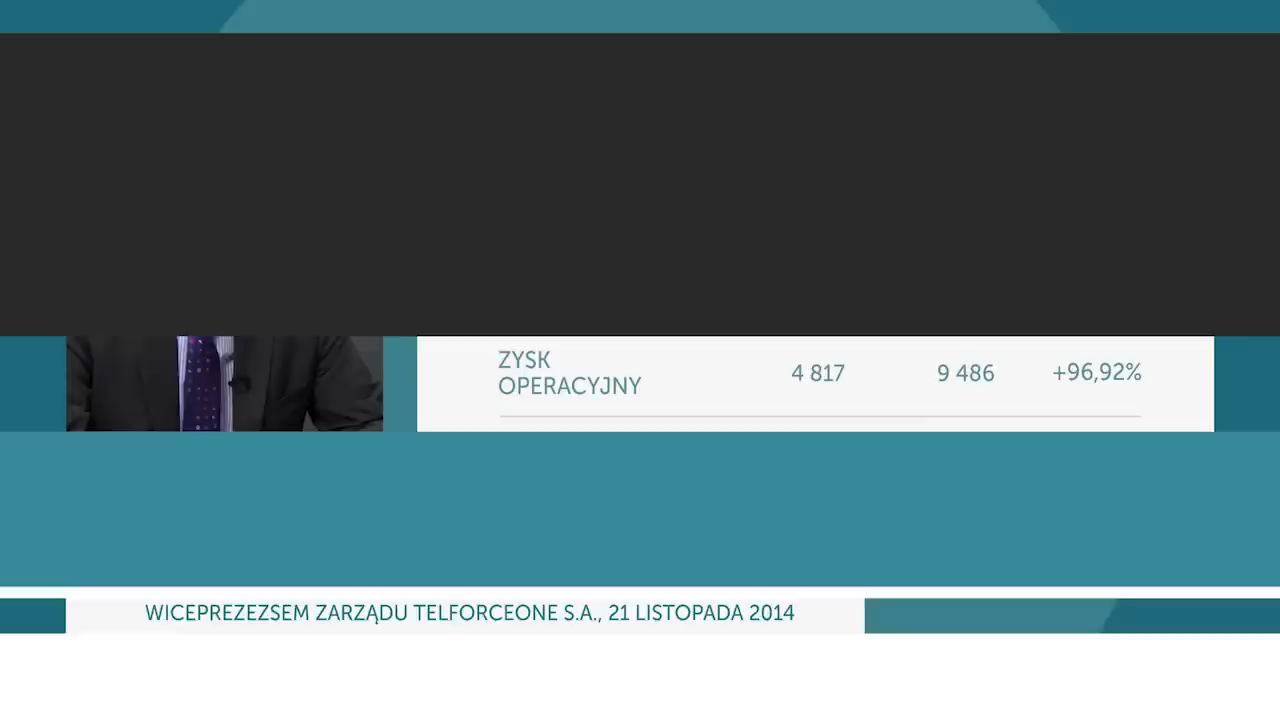 ZYSK
OPERACYJNY 4 817 9 486 +96,92%
WICEPREZEZSEM ZARZĄDU TELFORCEONE S.A., 21 LISTOPADA 2014